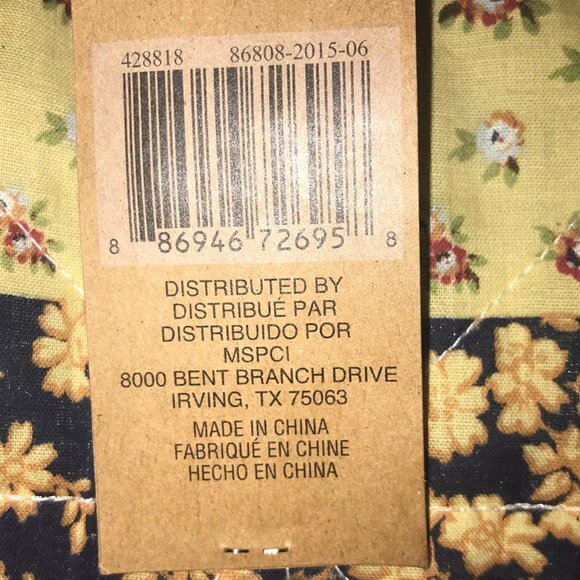 428818 86808-2015-06
8 86946 72695 8
DISTRIBUTED BY
DISTRIBUÉ PAR
DISTRIBUIDO POR
MSPCI
8000 BENT BRANCH DRIVE
IRVING, TX 75063
MADE IN CHINA
FABRIQUÉ EN CHINE
HECHO EN CHINA